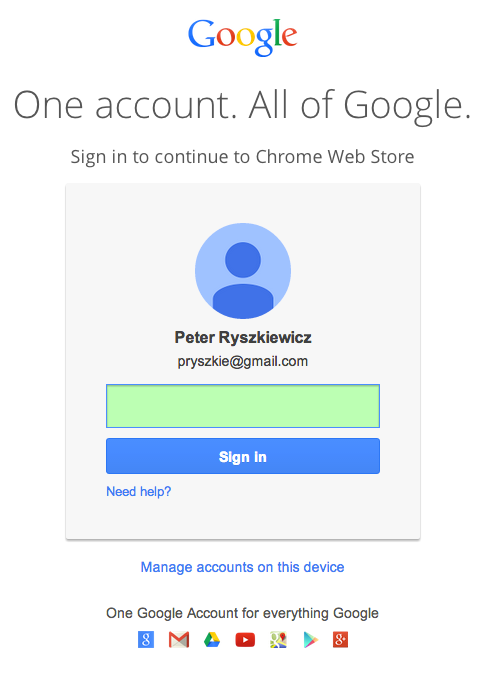 Google
One account. All of Google.
Sign in to continue to Chrome Web Store
Peter Ryszkiewicz
pryszkie@gmail.com
Sign in
Need help?
Manage accounts on this device
One Google Account for everything Google